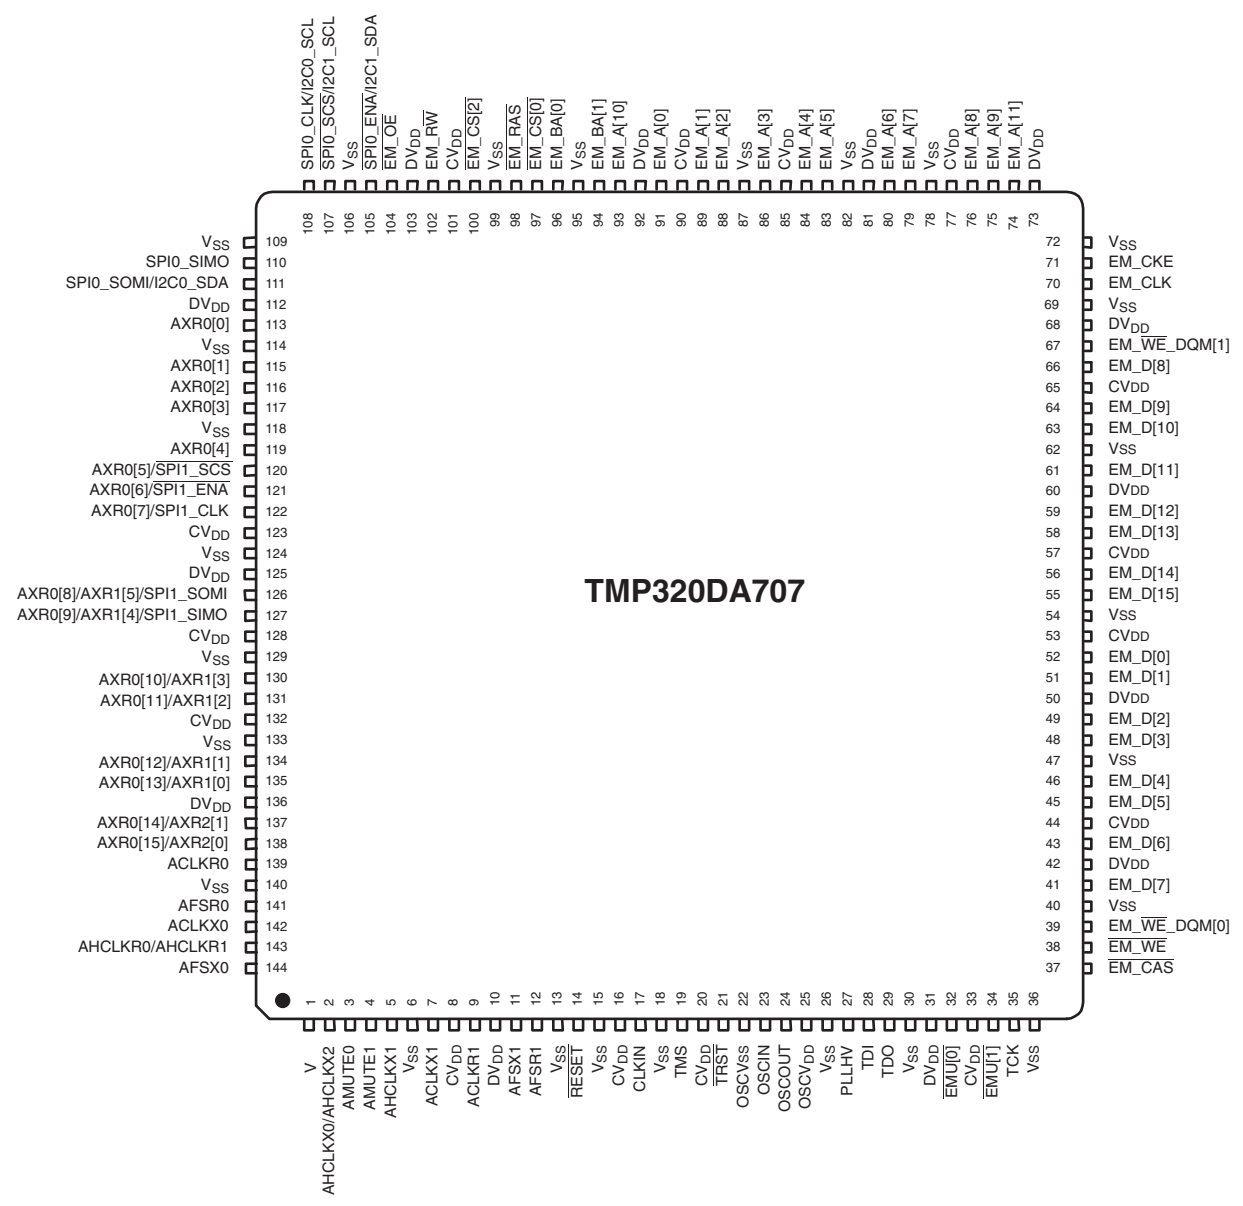 SPI0_CLK/I2C0_SCL
SPI0_SCS/I2C1_SCL
VSS
SPI0_ENA/I2C1_SDA
EM_OE
DVDD
EM_RW
CVDD
EM_CS[2]
VSS
EM_RAS
EM_CS[0]
EM_BA[0]
VSS
EM_BA[1]
EM_A[10]
DVDD
EM_A[0]
CVDD
EM_A[1]
EM_A[2]
VSS
EM_A[3]
CVDD
EM_A[4]
EM_A[5]
VSS
DVDD
EM_A[6]
EM_A[7]
VSS
CVDD
EM_A[8]
EM_A[9]
EM_A[11]
DVDD
108 107 106 105 104 103 102 101 100 99 98 97 96 95 94 93 92 91 90 89 88 87 86 85 84 83 82 81 80 79 78 77 76 75 74 73
VSS 109
SPI0_SIMO 110
SPI0_SOMI/I2C0_SDA 111
DVDD 112
AXR0[0] 113
VSS 114
AXR0[1] 115
AXR0[2] 116
AXR0[3] 117
VSS 118
AXR0[4] 119
AXR0[5]/SPI1_SCS 120
AXR0[6]/SPI1_ENA 121
AXR0[7]/SPI1_CLK 122
CVDD 123
VSS 124
DVDD 125
AXR0[8]/AXR1[5]/SPI1_SOMI 126
AXR0[9]/AXR1[4]/SPI1_SIMO 127
CVDD 128
VSS 129
AXR0[10]/AXR1[3] 130
AXR0[11]/AXR1[2] 131
CVDD 132
VSS 133
AXR0[12]/AXR1[1] 134
AXR0[13]/AXR1[0] 135
DVDD 136
AXR0[14]/AXR2[1] 137
AXR0[15]/AXR2[0] 138
ACLKR0 139
VSS 140
AFSR0 141
ACLKX0 142
AHCLKR0/AHCLKR1 143
AFSX0 144
TMP320DA707
72 VSS
71 EM_CKE
70 EM_CLK
69 VSS
68 DVDD
67 EM_WE_DQM[1]
66 EM_D[8]
65 CVDD
64 EM_D[9]
63 EM_D[10]
62 VSS
61 EM_D[11]
60 DVDD
59 EM_D[12]
58 EM_D[13]
57 CVDD
56 EM_D[14]
55 EM_D[15]
54 VSS
53 CVDD
52 EM_D[0]
51 EM_D[1]
50 DVDD
49 EM_D[2]
48 EM_D[3]
47 VSS
46 EM_D[4]
45 EM_D[5]
44 CVDD
43 EM_D[6]
42 DVDD
41 EM_D[7]
40 VSS
39 EM_WE_DQM[0]
38 EM_WE
37 EM_CAS
1 2 3 4 5 6 7 8 9 10 11 12 13 14 15 16 17 18 19 20 21 22 23 24 25 26 27 28 29 30 31 32 33 34 35 36
V
AHCLKX0/AHCLKX2
AMUTE0
AMUTE1
AHCLKX1
VSS
ACLKX1
CVDD
ACLKR1
DVDD
AFSX1
AFSR1
VSS
RESET
VSS
CVDD
CLKIN
VSS
TMS
CVDD
TRST
OSCVSS
OSCIN
OSCOUT
OSCVDD
VSS
PLLHV
TDI
TDO
VSS
DVDD
EMU[0]
CVDD
EMU[1]
TCK
VSS